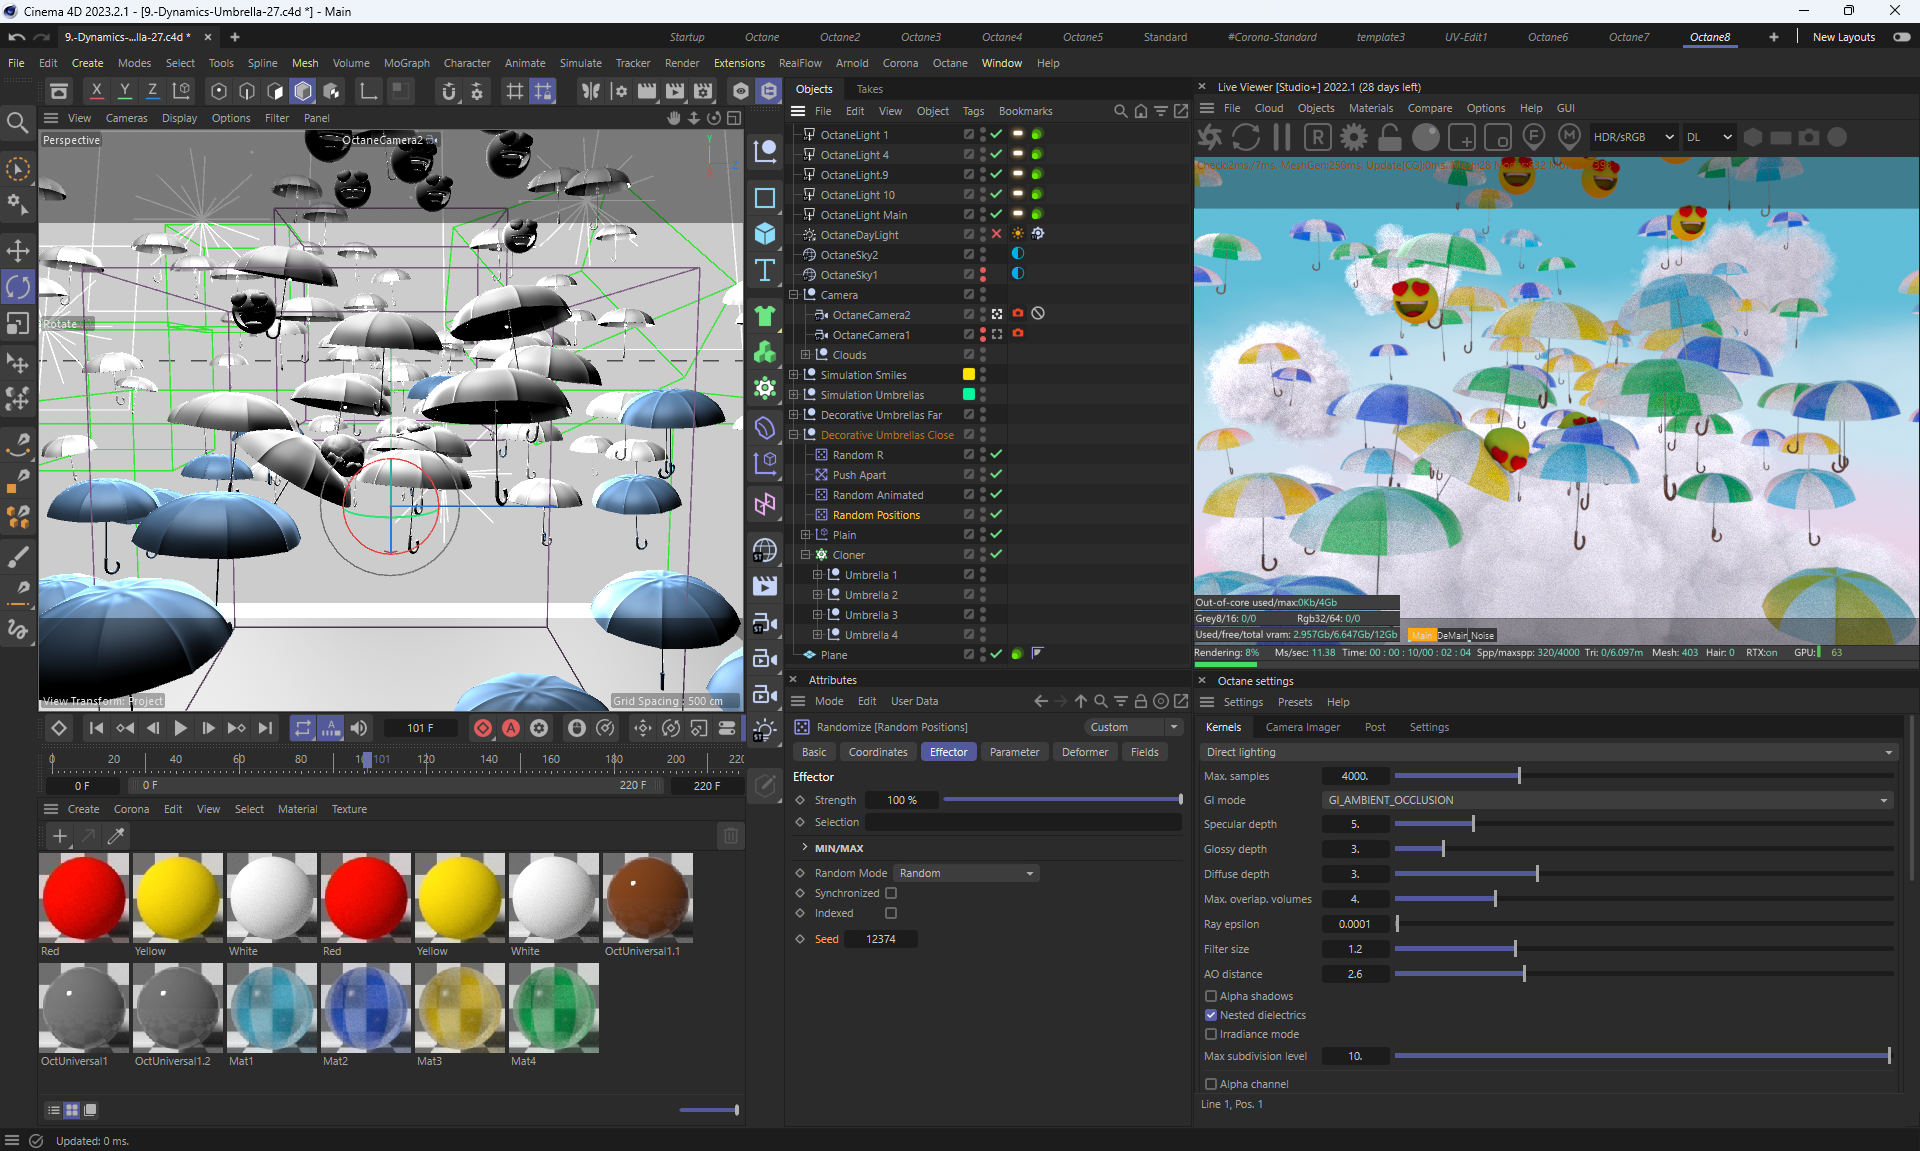 Cinema 4D 2023.2.1 - [9.-Dynamics-Umbrella-27.c4d *] - Main
9.-Dynamics-...lla-27.c4d *
Startup Octane Octane2 Octane3 Octane4 Octane5 Standard #Corona-Standard template3 UV-Edit1 Octane6 Octane7 Octane8 New Layouts
File Edit Create Modes Select Tools Spline Mesh Volume MoGraph Character Animate Simulate Tracker Render Extensions RealFlow Arnold Corona Octane Window Help
X Y Z
View Cameras Display Options Filter Panel
Perspective
OctaneCamera2
Rotate
View Transform: Project
Grid Spacing : 500 cm
101 F
0 20 40 60 80 101 120 140 160 180 200 220
0 F
0 F
220 F
220 F
Create Corona Edit View Select Material Texture
Red Yellow White Red Yellow White OctUniversal1.1
OctUniversal1 OctUniversal1.2 Mat1 Mat2 Mat3 Mat4
Updated: 0 ms.
Objects Takes
File Edit View Object Tags Bookmarks
OctaneLight 1
OctaneLight 4
OctaneLight.9
OctaneLight 10
OctaneLight Main
OctaneDayLight
OctaneSky2
OctaneSky1
Camera
OctaneCamera2
OctaneCamera1
Clouds
Simulation Smiles
Simulation Umbrellas
Decorative Umbrellas Far
Decorative Umbrellas Close
Random R
Push Apart
Random Animated
Random Positions
Plain
Cloner
Umbrella 1
Umbrella 2
Umbrella 3
Umbrella 4
Plane
Attributes
Mode Edit User Data
Randomize [Random Positions]
Custom
Basic Coordinates Effector Parameter Deformer Fields
Effector
Strength 100 %
Selection
MIN/MAX
Random Mode Random
Synchronized
Indexed
Seed 12374
Live Viewer [Studio+] 2022.1 (28 days left)
File Cloud Objects Materials Compare Options Help GUI
HDR/sRGB
DL
Out-of-core used/max:0Kb/4Gb
Grey8/16: 0/0 Rgb32/64: 0/0
Used/free/total vram: 2.957Gb/6.647Gb/12Gb
Main DeMain Noise
Rendering: 8% Ms/sec: 11.38 Time: 00 : 00 : 10/00 : 02 : 04 Spp/maxspp: 320/4000 Tri: 0/6.097m Mesh: 403 Hair: 0 RTX:on GPU: 63
Octane settings
Settings Presets Help
Kernels Camera Imager Post Settings
Direct lighting
Max. samples 4000.
GI mode GI_AMBIENT_OCCLUSION
Specular depth 5.
Glossy depth 3.
Diffuse depth 3.
Max. overlap. volumes 4.
Ray epsilon 0.0001
Filter size 1.2
AO distance 2.6
Alpha shadows
Nested dielectrics
Irradiance mode
Max subdivision level 10.
Alpha channel
Line 1, Pos. 1